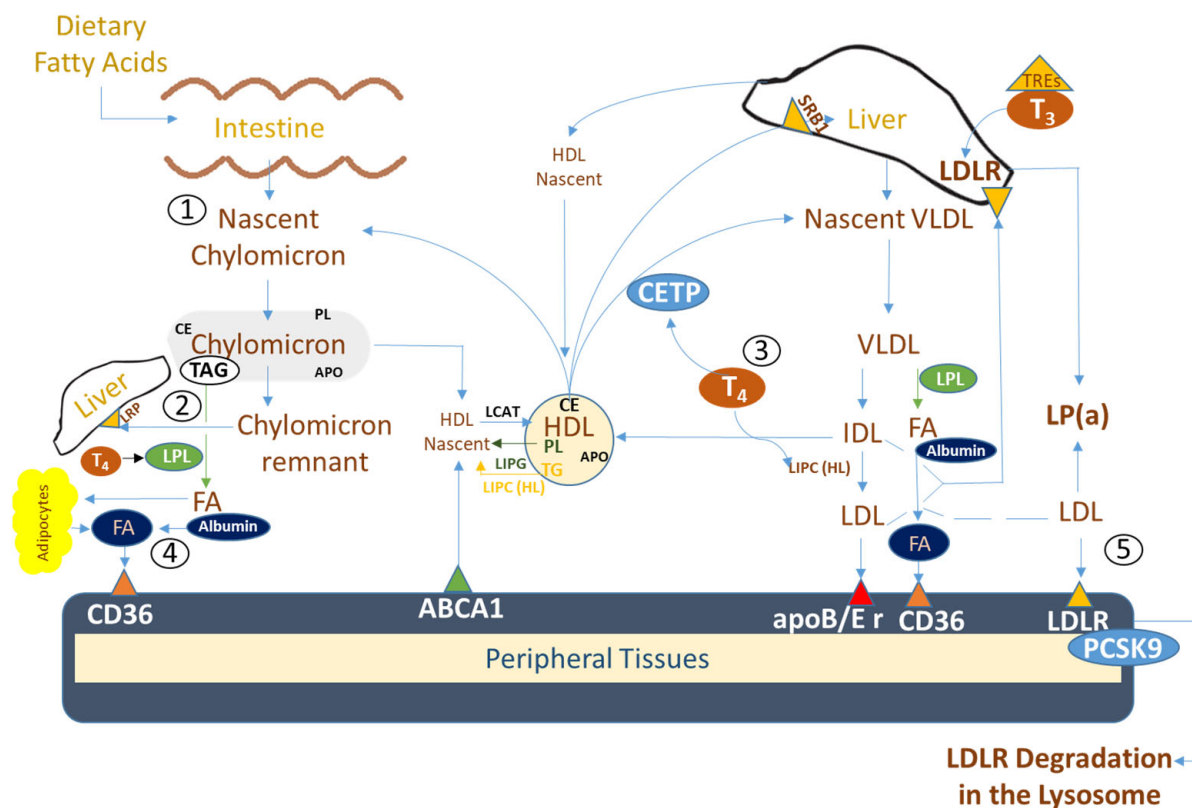 Dietary
Fatty Acids
Intestine
1
Nascent
Chylomicron
CE
PL
Chylomicron
TAG
APO
Liver
LRP
2
Chylomicron
remnant
T4
LPL
FA
Adipocytes
FA
Albumin
4
CD36
HDL
Nascent
HDL
Nascent
LCAT
CE
HDL
PL
APO
LIPG
TG
LIPC (HL)
ABCA1
SRB1
Liver
TREs
T3
LDLR
Nascent VLDL
CETP
3
T4
VLDL
LPL
IDL
FA
Albumin
LIPC (HL)
LDL
FA
LP(a)
LDL
5
apoB/E r
CD36
LDLR
PCSK9
Peripheral Tissues
LDLR Degradation
in the Lysosome